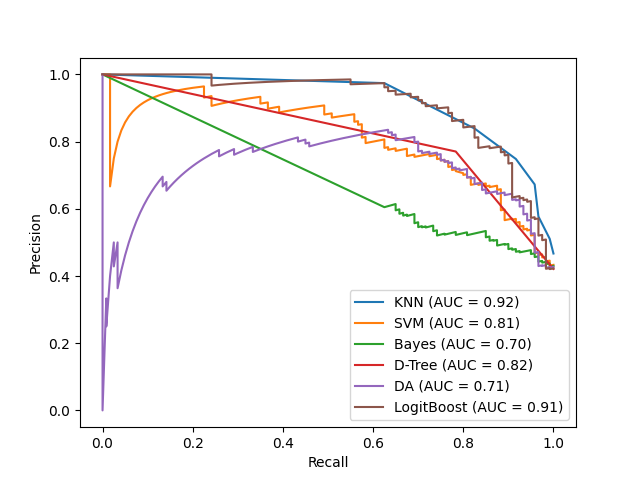 1.0
0.8
0.6
0.4
0.2
0.0
Precision
0.0 0.2 0.4 0.6 0.8 1.0
Recall
KNN (AUC = 0.92)
SVM (AUC = 0.81)
Bayes (AUC = 0.70)
D-Tree (AUC = 0.82)
DA (AUC = 0.71)
LogitBoost (AUC = 0.91)